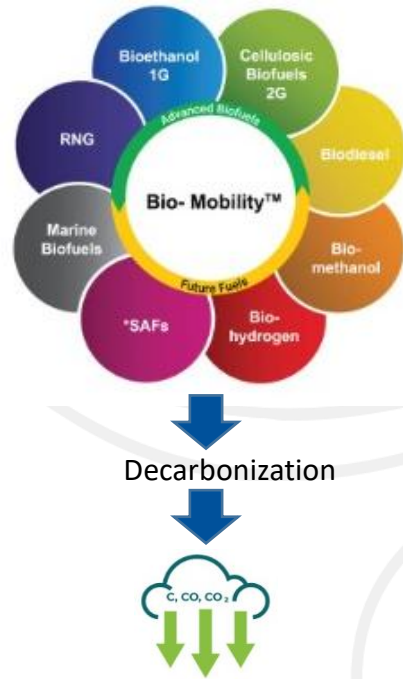 Bioethanol
1G
Cellulosic
Biofuels
2G
Advanced Biofuels
RNG
Biodiesel
Bio- Mobility™
Marine
Biofuels
Bio-
methanol
Future Fuels
*SAFs
Bio-
hydrogen
Decarbonization
C, CO, CO₂